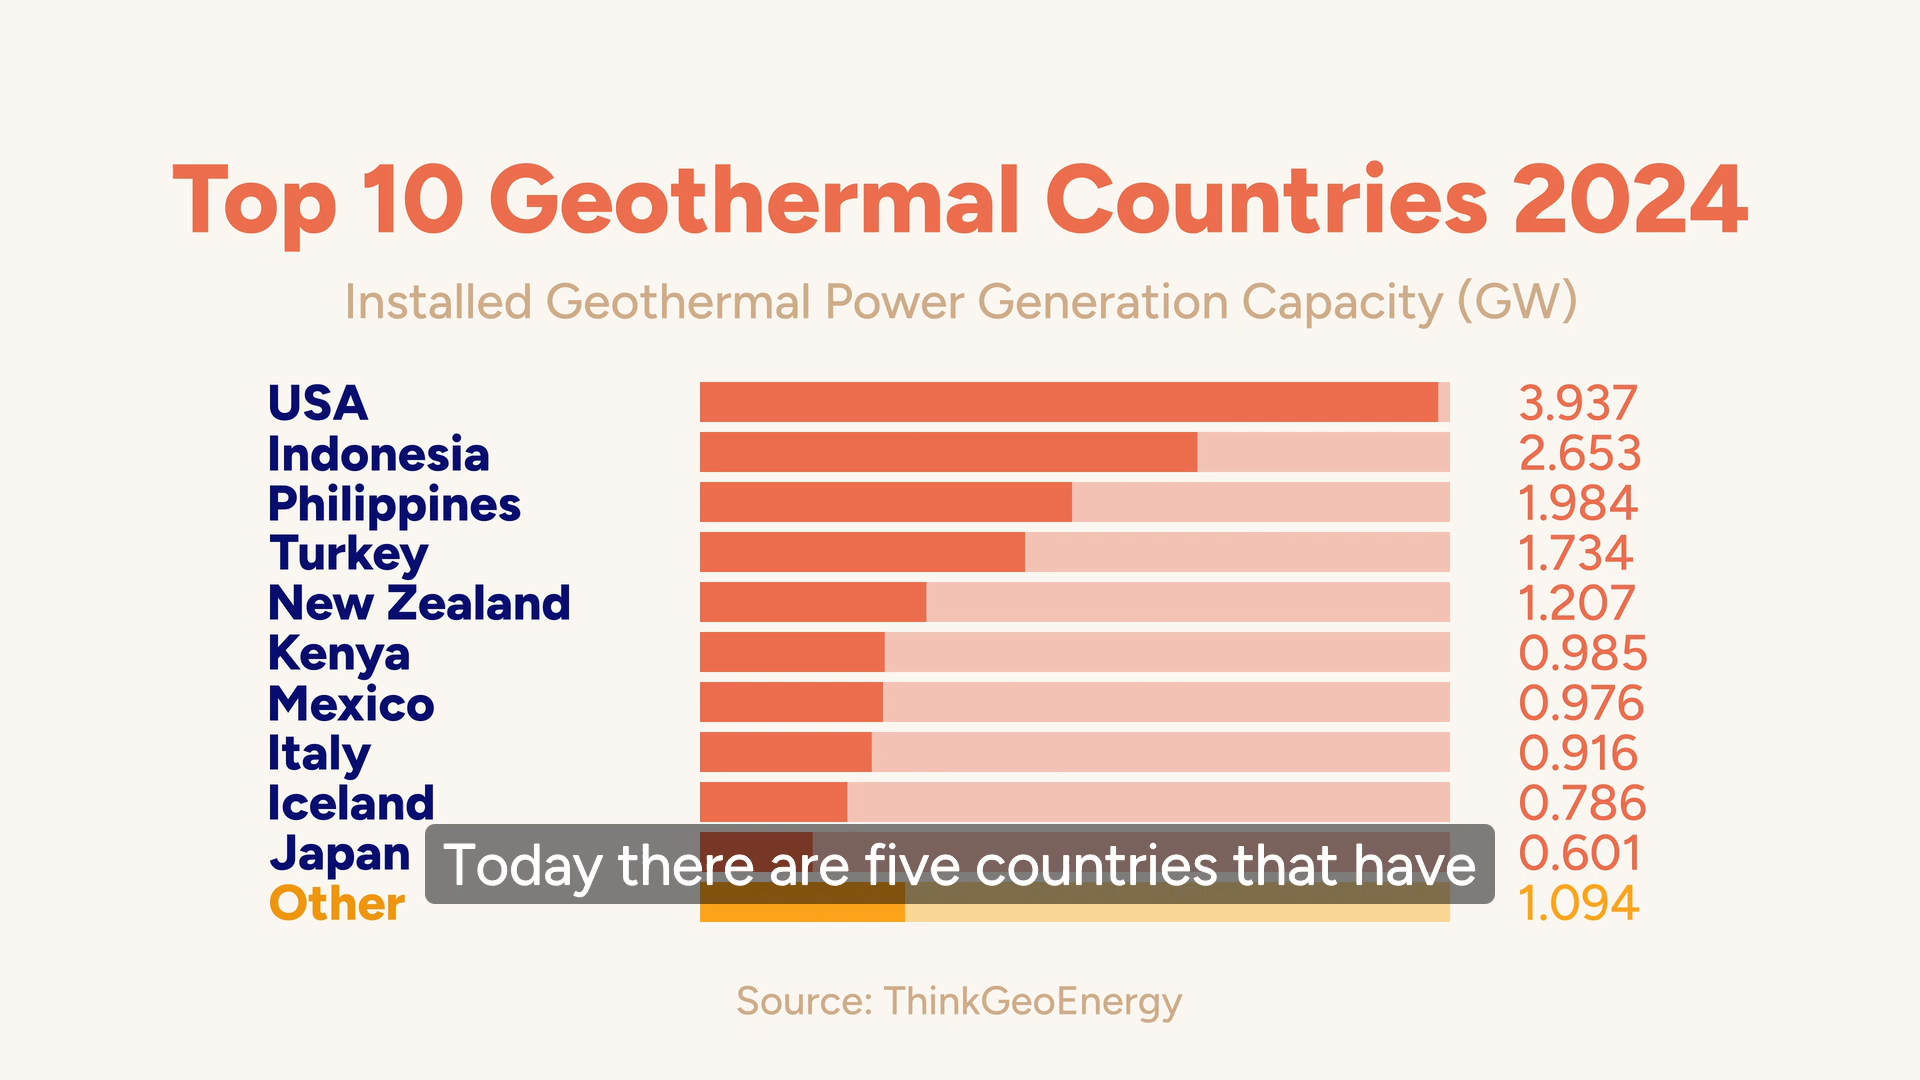 Top 10 Geothermal Countries 2024
Installed Geothermal Power Generation Capacity (GW)
USA 3.937
Indonesia 2.653
Philippines 1.984
Turkey 1.734
New Zealand 1.207
Kenya 0.985
Mexico 0.976
Italy 0.916
Iceland 0.786
Japan 0.601
Today there are five countries that have
Other 1.094
Source: ThinkGeoEnergy